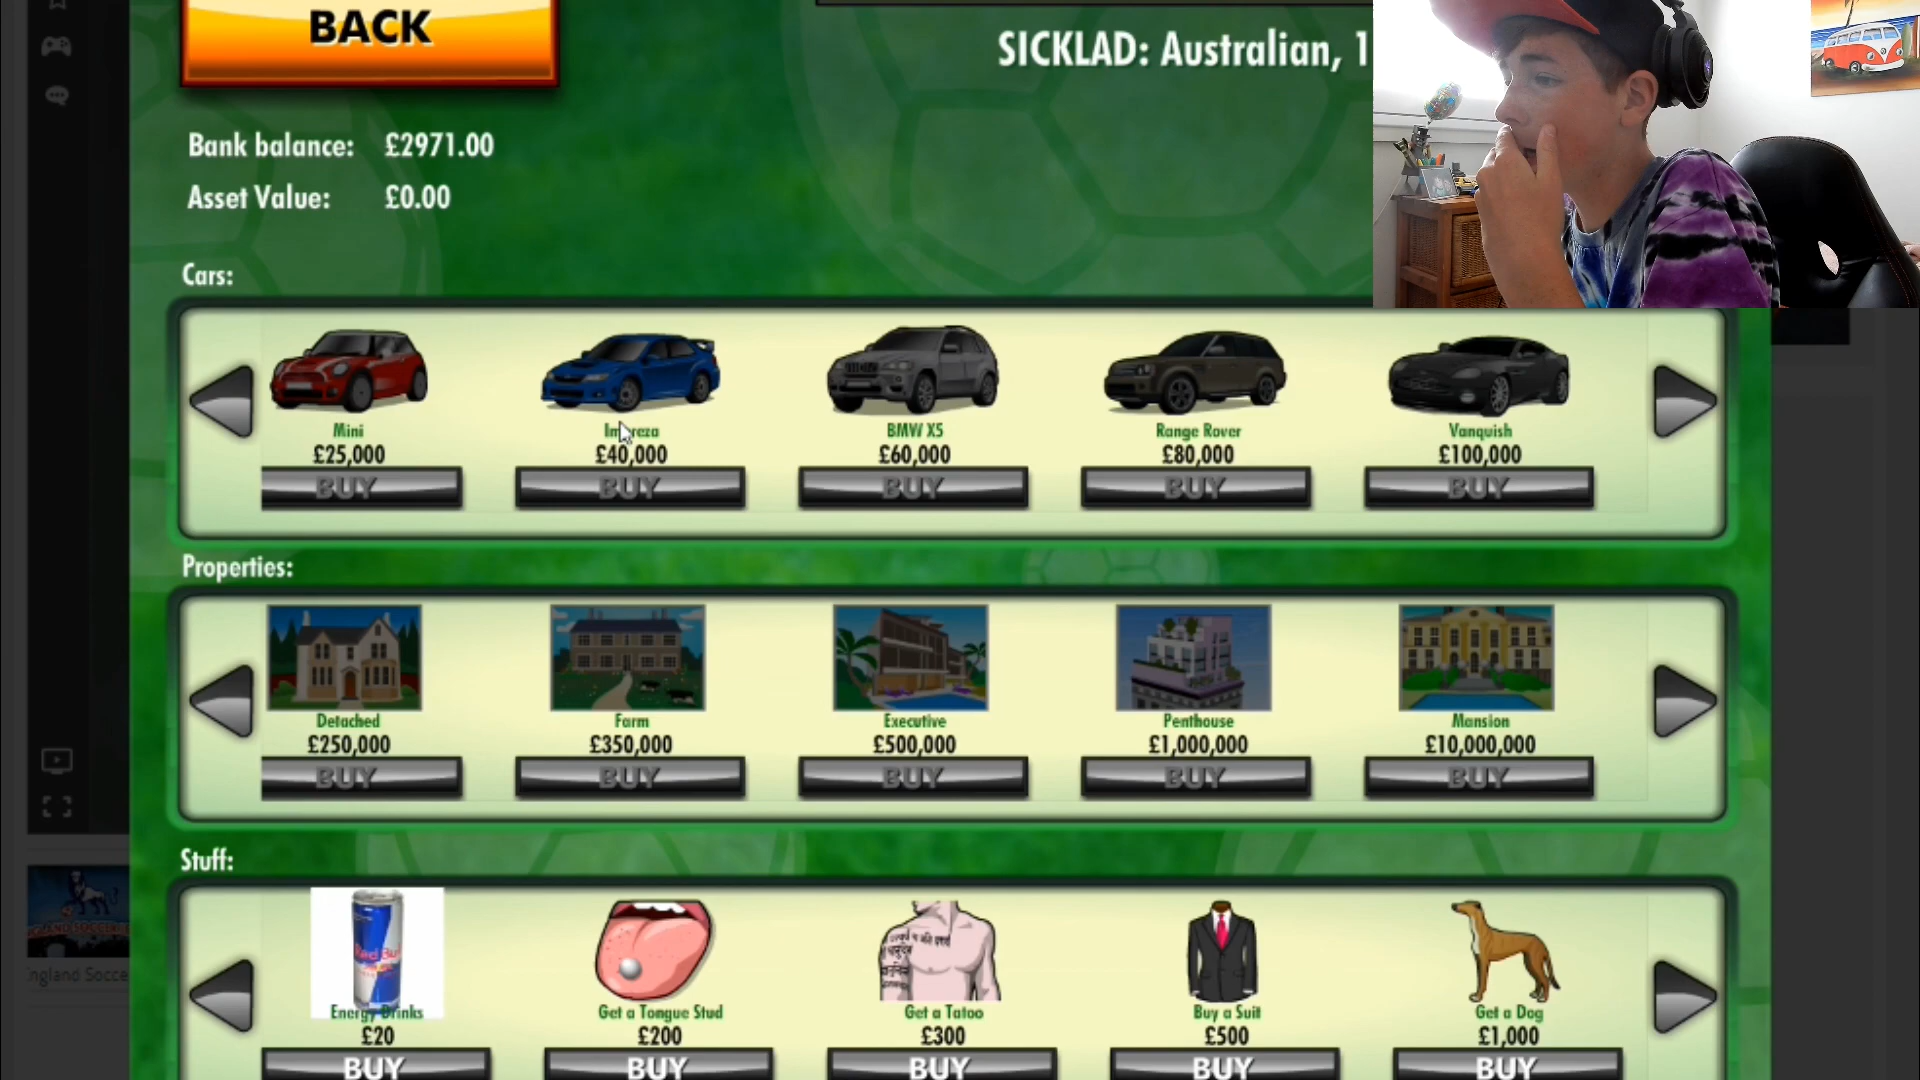 BACK
SICKLAD: Australian, 1
Bank balance: £2971.00
Asset Value: £0.00
Cars:
Mini Impreza BMW X5 Range Rover Vanquish
£25,000 £40,000 £60,000 £80,000 £100,000
BUY BUY BUY BUY BUY
Properties:
Detached Farm Executive Penthouse Mansion
£250,000 £350,000 £500,000 £1,000,000 £10,000,000
BUY BUY BUY BUY BUY
Stuff:
Energy Drinks Get a Tongue Stud Get a Tatoo Buy a Suit Get a Dog
£20 £200 £300 £500 £1,000
BUY BUY BUY BUY BUY
ngland Socce